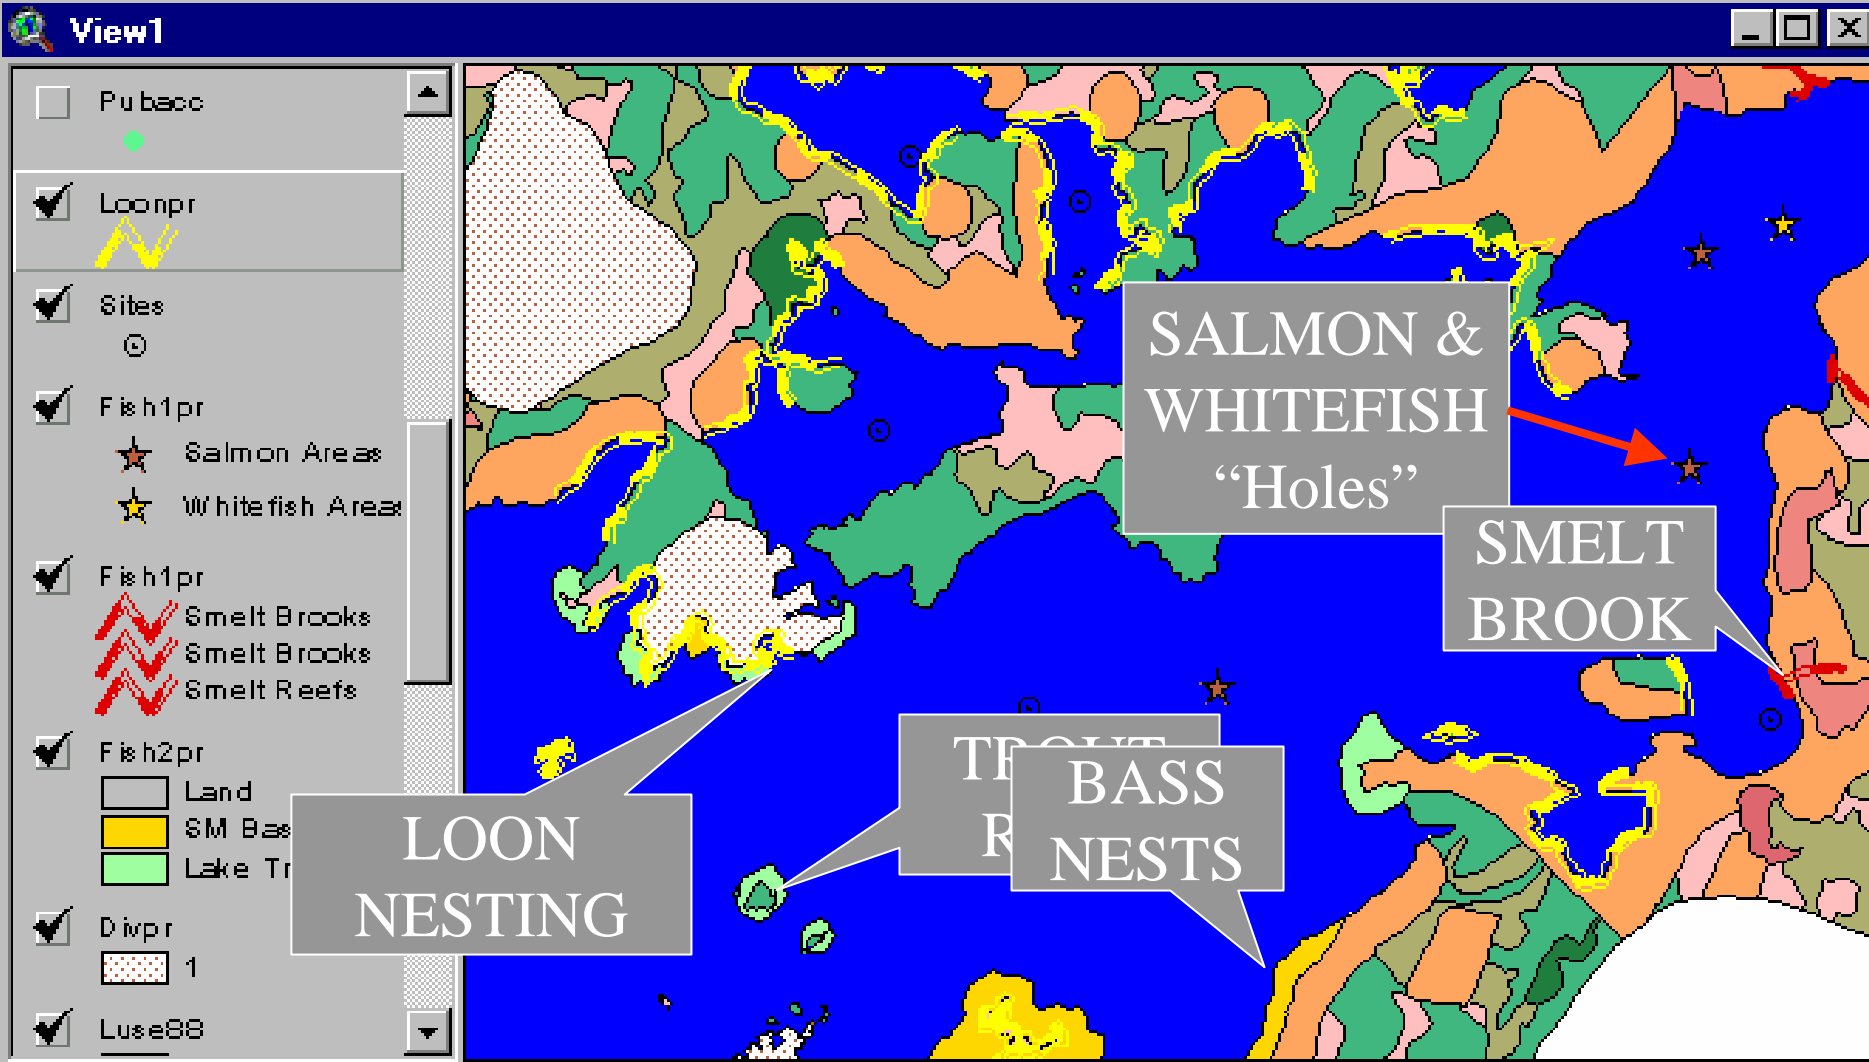 View1
Pubacc
Loonpr
Sites
Fish1pr
Salmon Areas
Whitefish Areas
Fish1pr
Smelt Brooks
Smelt Brooks
Smelt Reefs
Fish2pr
Land
SM Bas
Lake Tr
Divpr
1
Luse88
SALMON &
WHITEFISH
“Holes”
SMELT
BROOK
TROUT
R
BASS
NESTS
LOON
NESTING